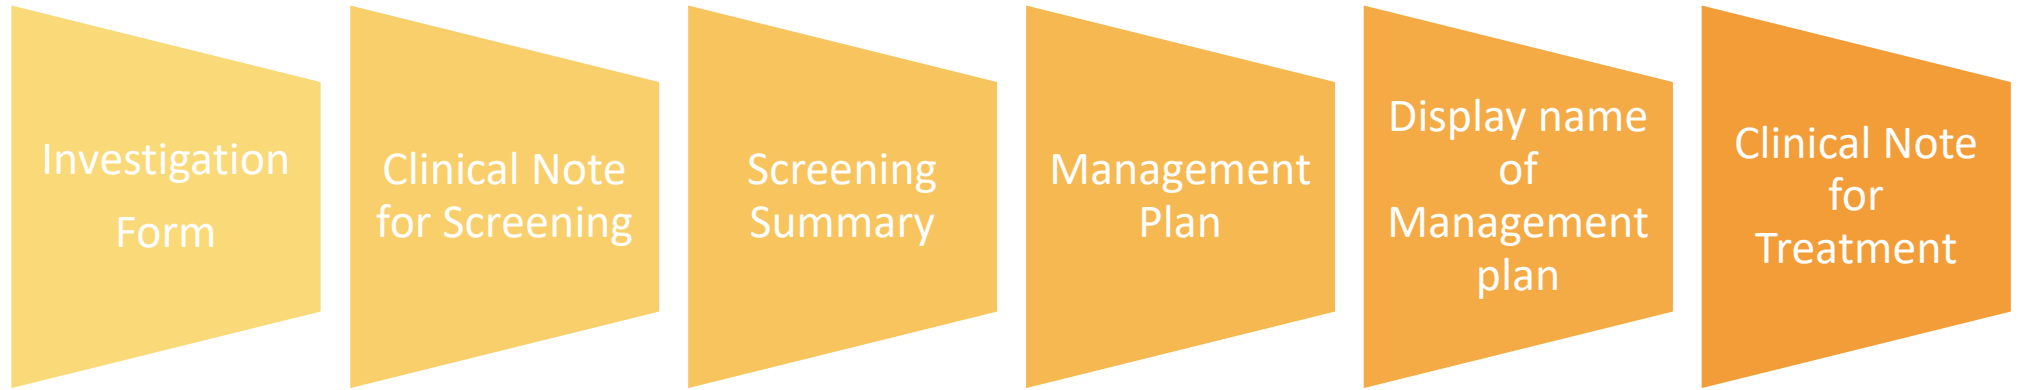 Investigation
Form
Clinical Note
for Screening
Screening
Summary
Management
Plan
Display name
of
Management
plan
Clinical Note
for
Treatment